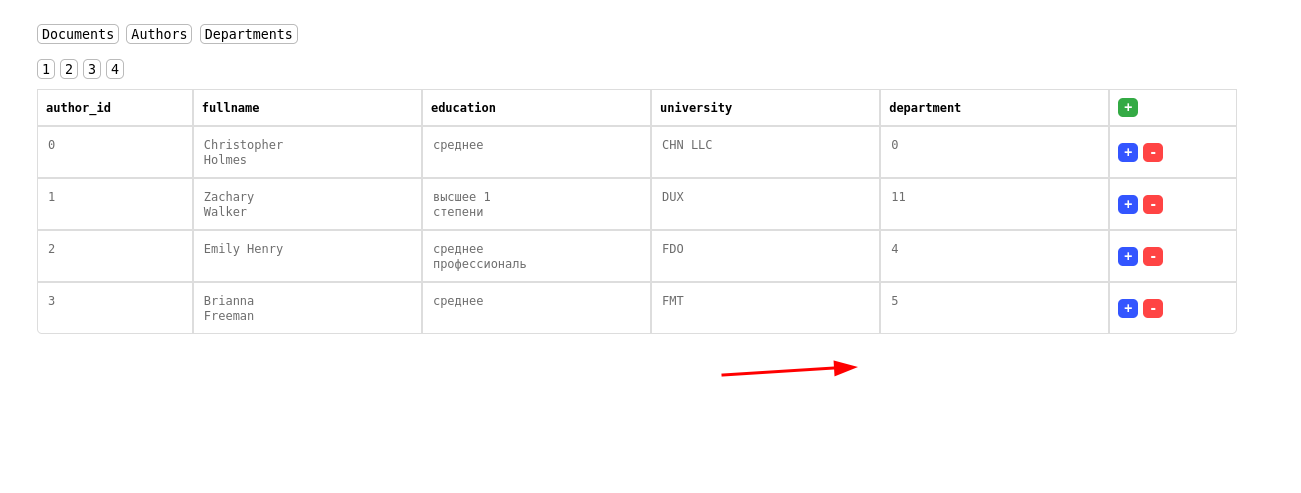 Documents Authors Departments
1 2 3 4
author_id fullname education university department +
0 Christopher Holmes среднее CHN LLC 0 + -
1 Zachary Walker высшее 1 степени DUX 11 + -
2 Emily Henry среднее профессиональ FDO 4 + -
3 Brianna Freeman среднее FMT 5 + -